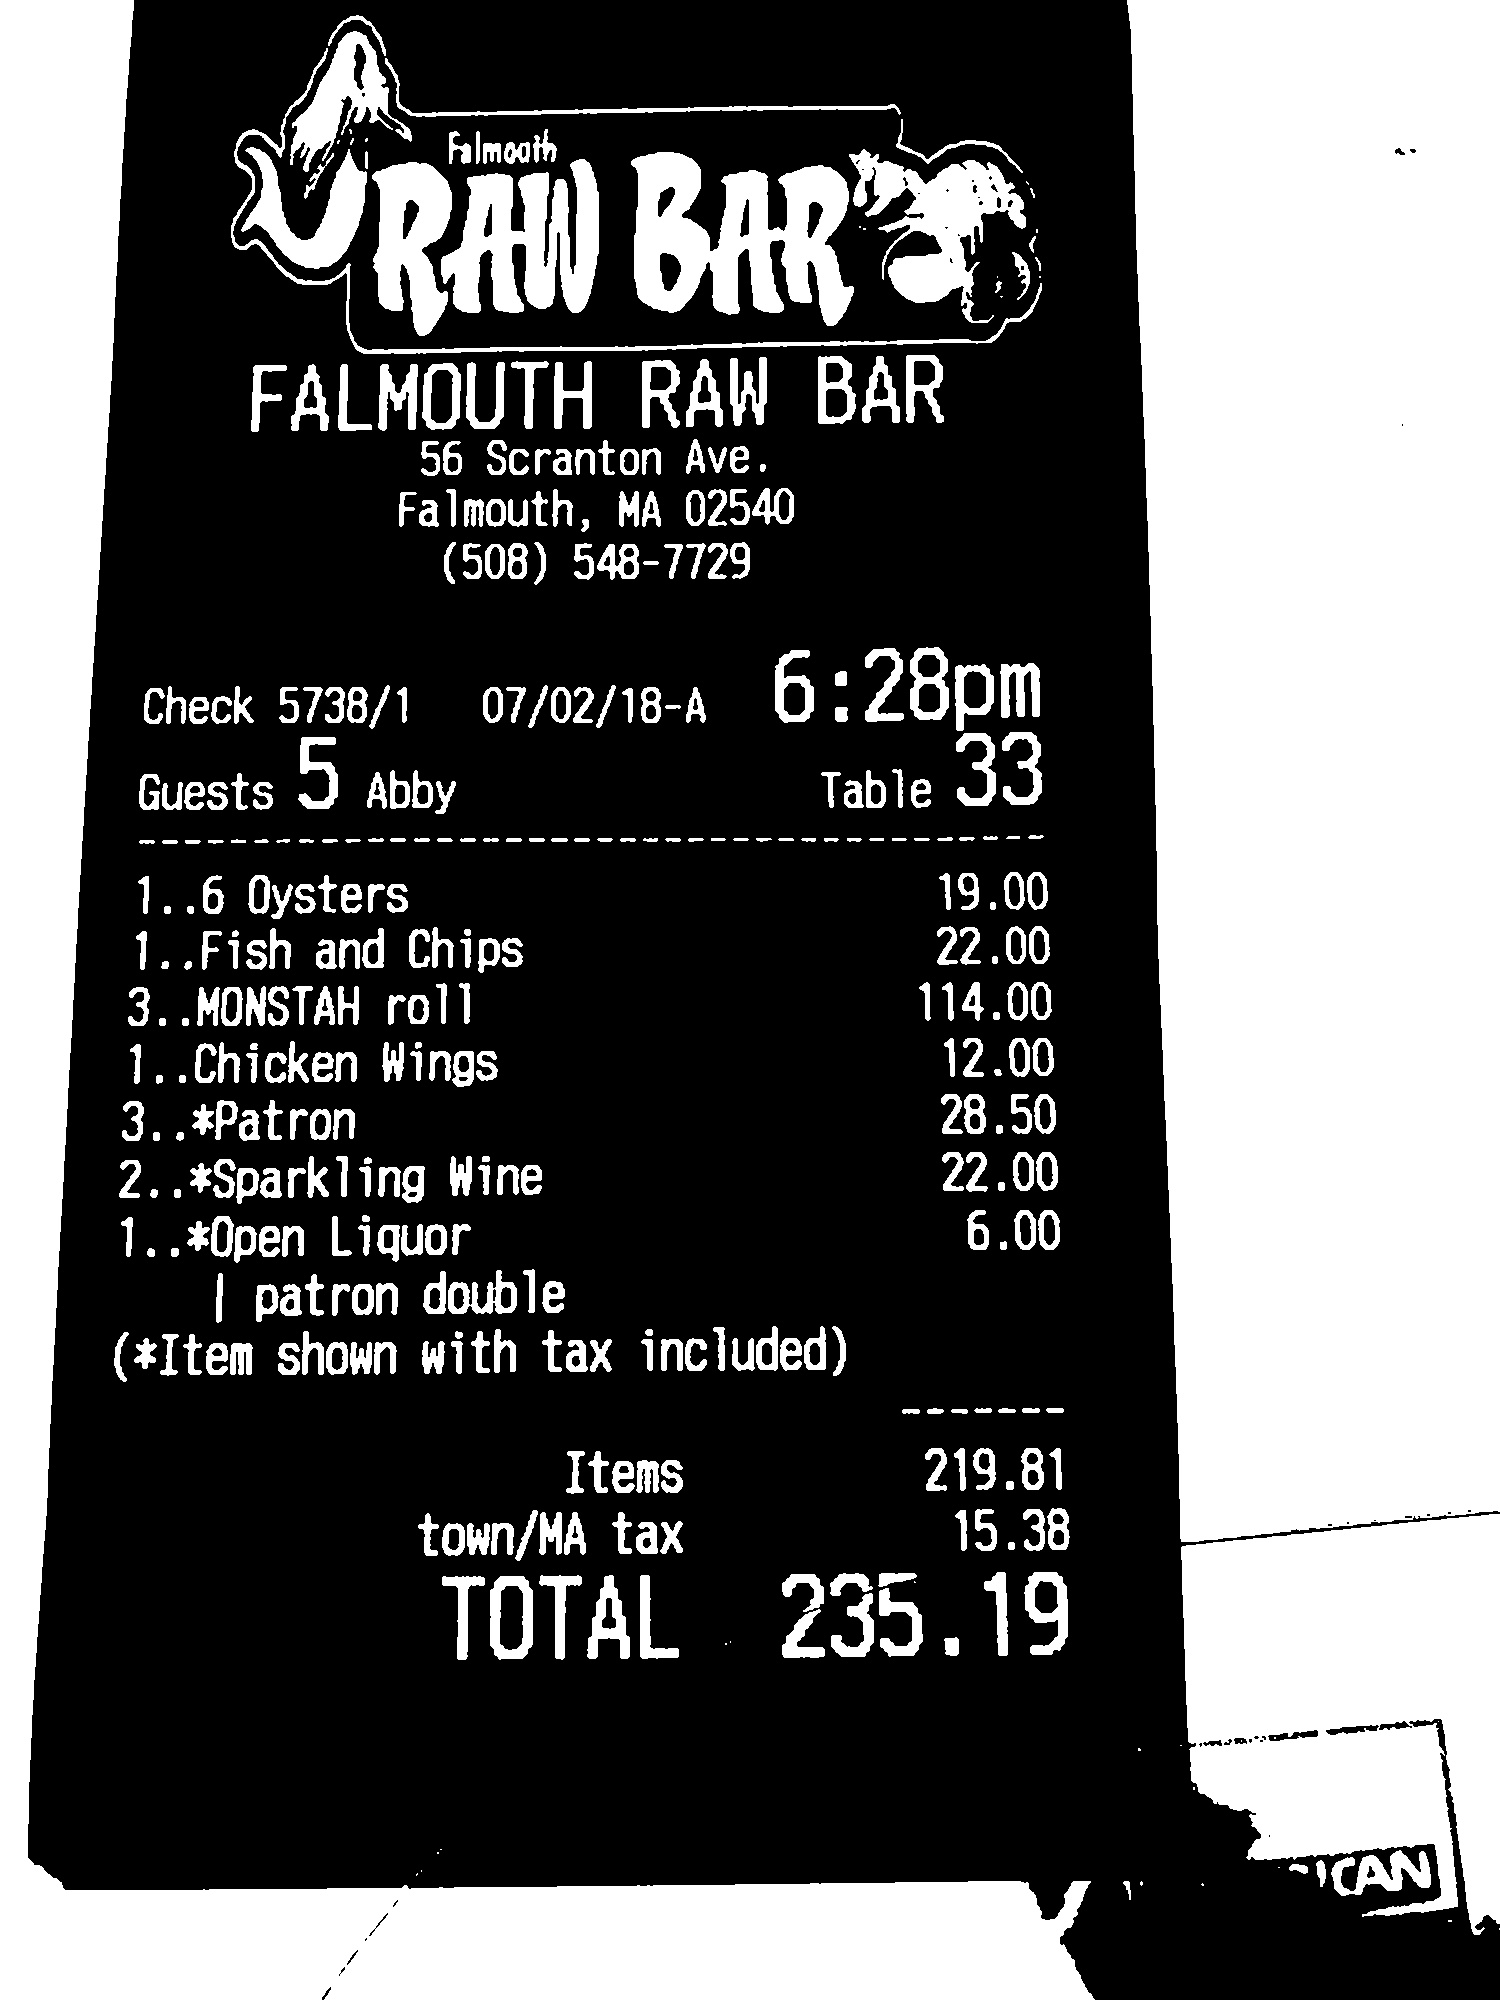 Falmouth
RAW BAR
FALMOUTH RAW BAR
56 Scranton Ave.
Falmouth, MA 02540
(508) 548-7729
Check 5738/1 07/02/18-A 6:28pm
Guests 5 Abby Table 33
1..6 Oysters 19.00
1..Fish and Chips 22.00
3..MONSTAH roll 114.00
1..Chicken Wings 12.00
3..*Patron 28.50
2..*Sparkling Wine 22.00
1..*Open Liquor 6.00
| patron double
(*Item shown with tax included)
Items 219.81
town/MA tax 15.38
TOTAL 235.19